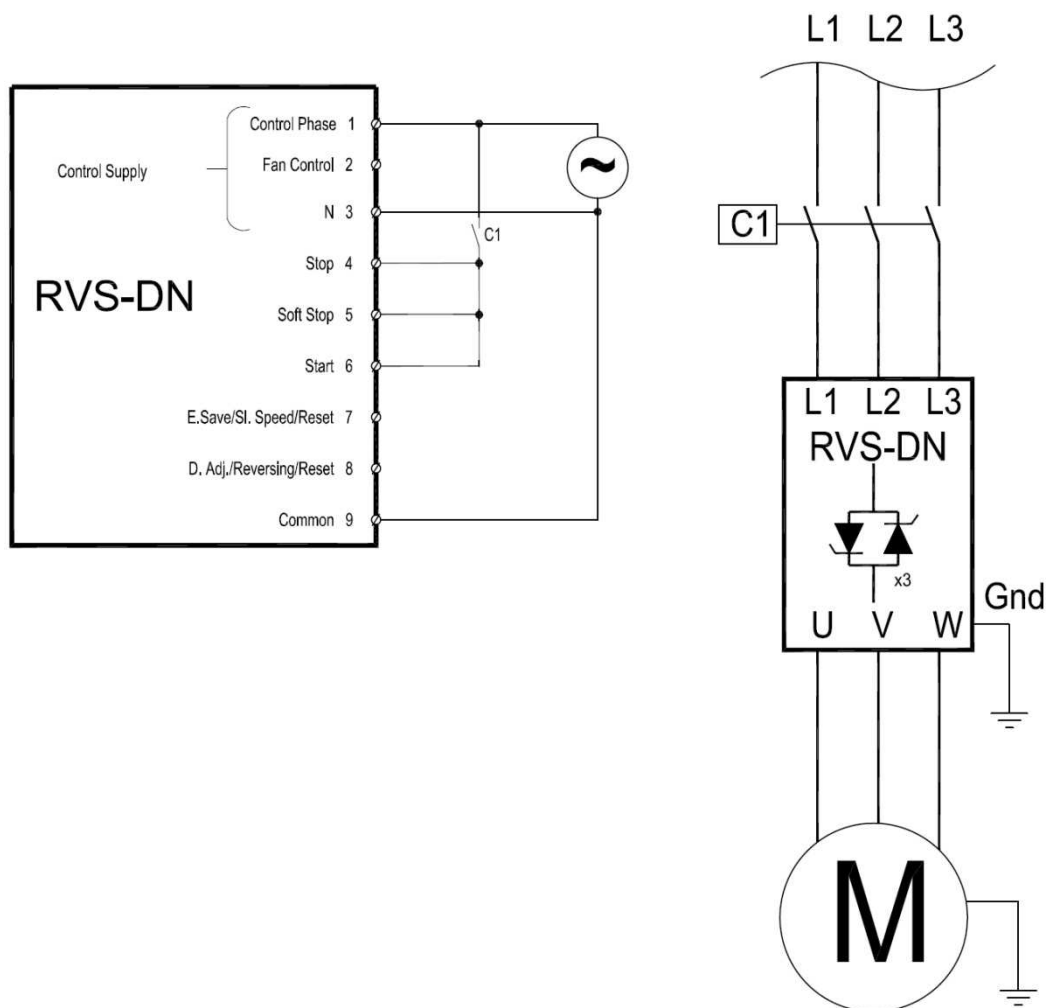 Control Phase 1
Fan Control 2
Control Supply
N 3
C1
Stop 4
RVS-DN
Soft Stop 5
Start 6
E.Save/Sl. Speed/Reset 7
D. Adj./Reversing/Reset 8
Common 9
L1 L2 L3
C1
L1 L2 L3
RVS-DN
x3
Gnd
U V W
M